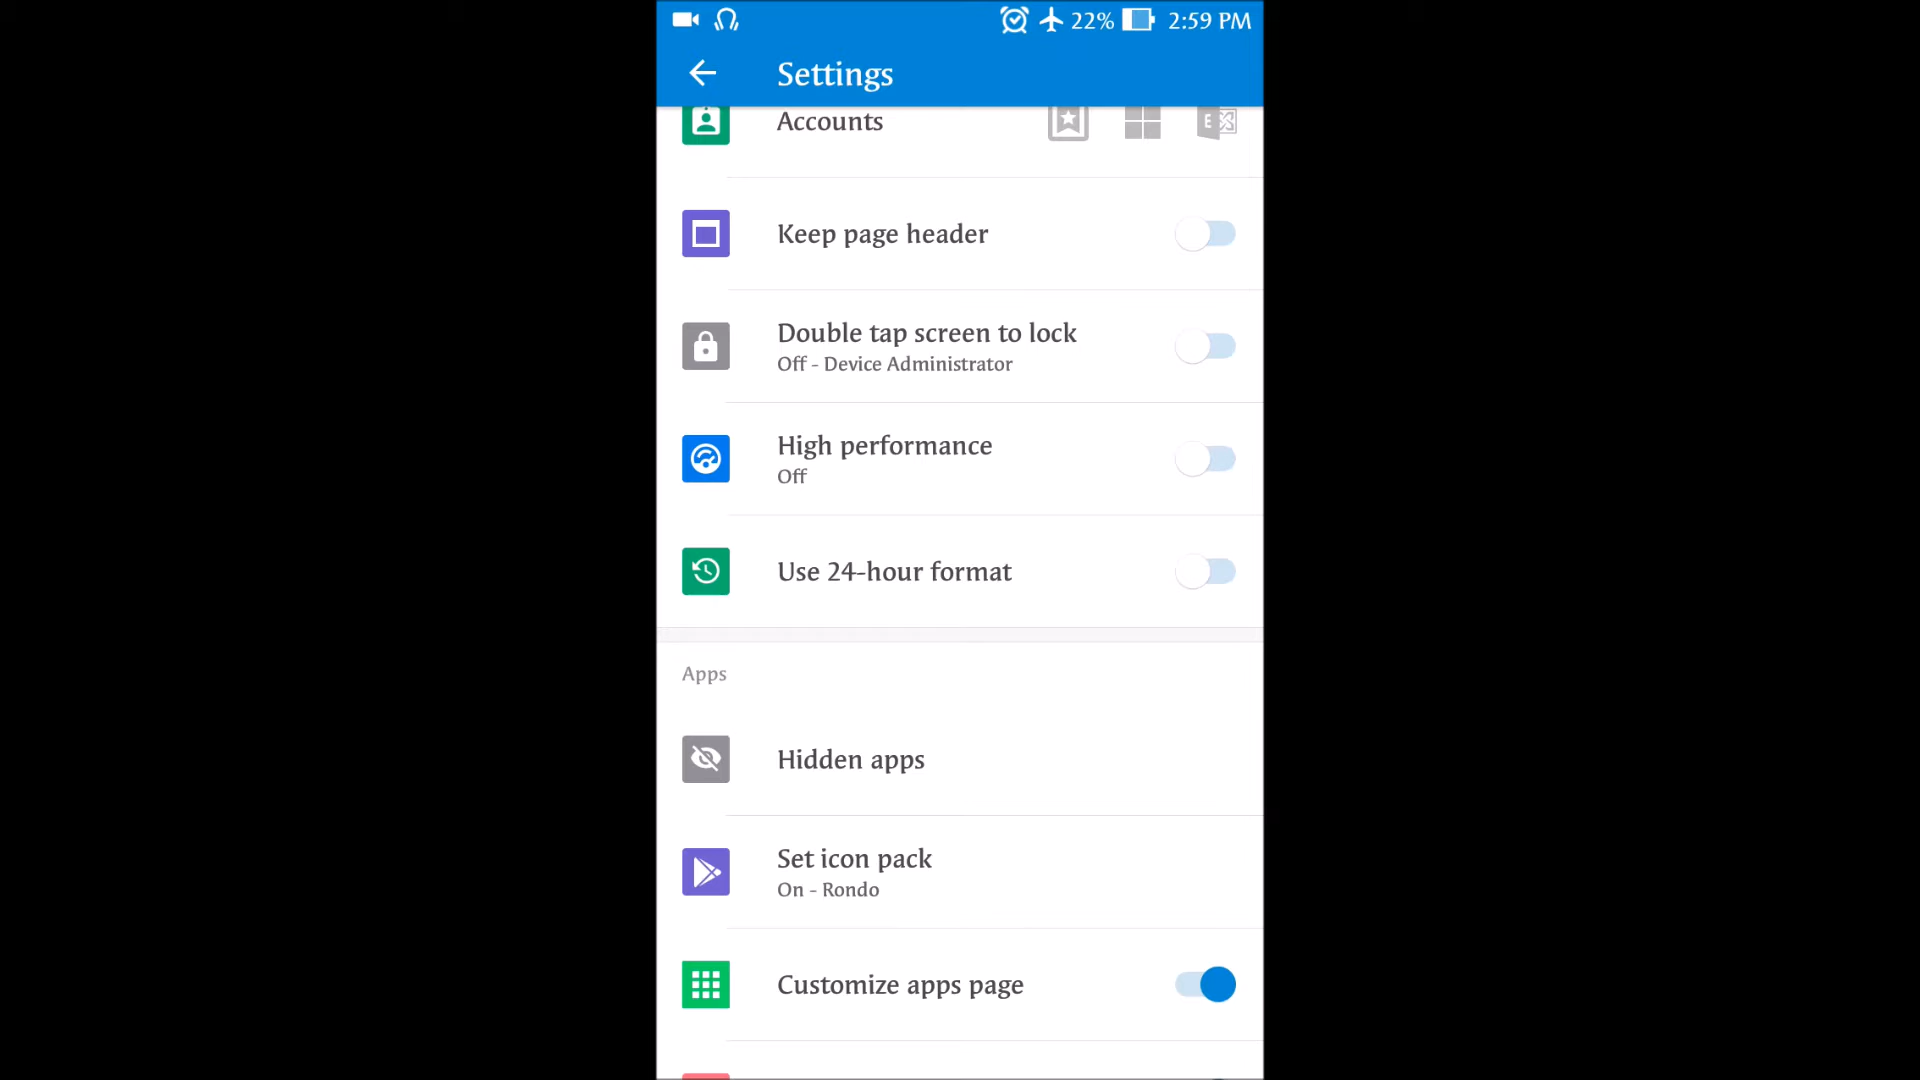 22% 2:59 PM
Settings
Accounts
E
Keep page header
Double tap screen to lock
Off - Device Administrator
High performance
Off
Use 24-hour format
Apps
Hidden apps
Set icon pack
On - Rondo
Customize apps page